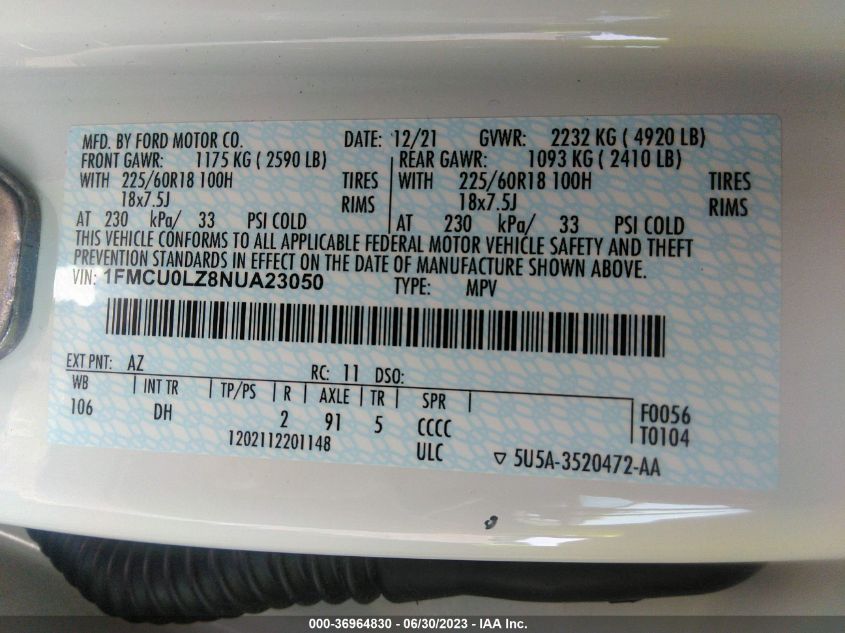 MFD. BY FORD MOTOR CO. DATE: 12/21 GVWR: 2232 KG ( 4920 LB)
FRONT GAWR: 1175 KG ( 2590 LB) REAR GAWR: 1093 KG ( 2410 LB)
WITH 225/60R18 100H TIRES WITH 225/60R18 100H TIRES
18x7.5J RIMS 18x7.5J RIMS
AT 230 kPa/ 33 PSI COLD AT 230 kPa/ 33 PSI COLD
THIS VEHICLE CONFORMS TO ALL APPLICABLE FEDERAL MOTOR VEHICLE SAFETY AND THEFT
PREVENTION STANDARDS IN EFFECT ON THE DATE OF MANUFACTURE SHOWN ABOVE.
VIN: 1FMCU0LZ8NUA23050 TYPE: MPV
EXT PNT: AZ RC: 11 DSO:
WB INT TR TP/PS R AXLE TR SPR
106 DH 2 91 5 CCCC F0056
1202112201148 ULC T0104
▽ 5U5A-3520472-AA
000-36964830 - 06/30/2023 - IAA Inc.